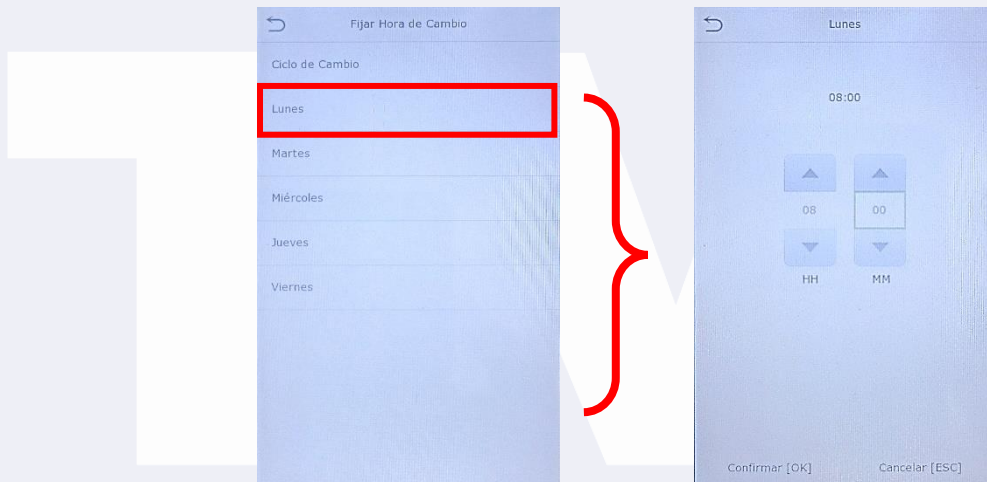 Fijar Hora de Cambio
Ciclo de Cambio
Lunes
Martes
Miércoles
Jueves
Viernes
Lunes
08:00
08 00
HH MM
Confirmar [OK] Cancelar [ESC]